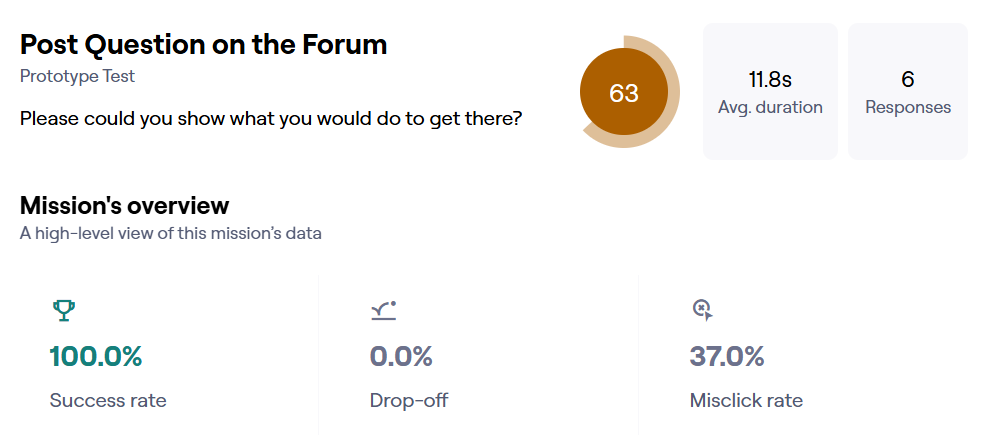 Post Question on the Forum
Prototype Test
Please could you show what you would do to get there?
63
11.8s
Avg. duration
6
Responses
Mission's overview
A high-level view of this mission's data
100.0%
Success rate
0.0%
Drop-off
37.0%
Misclick rate